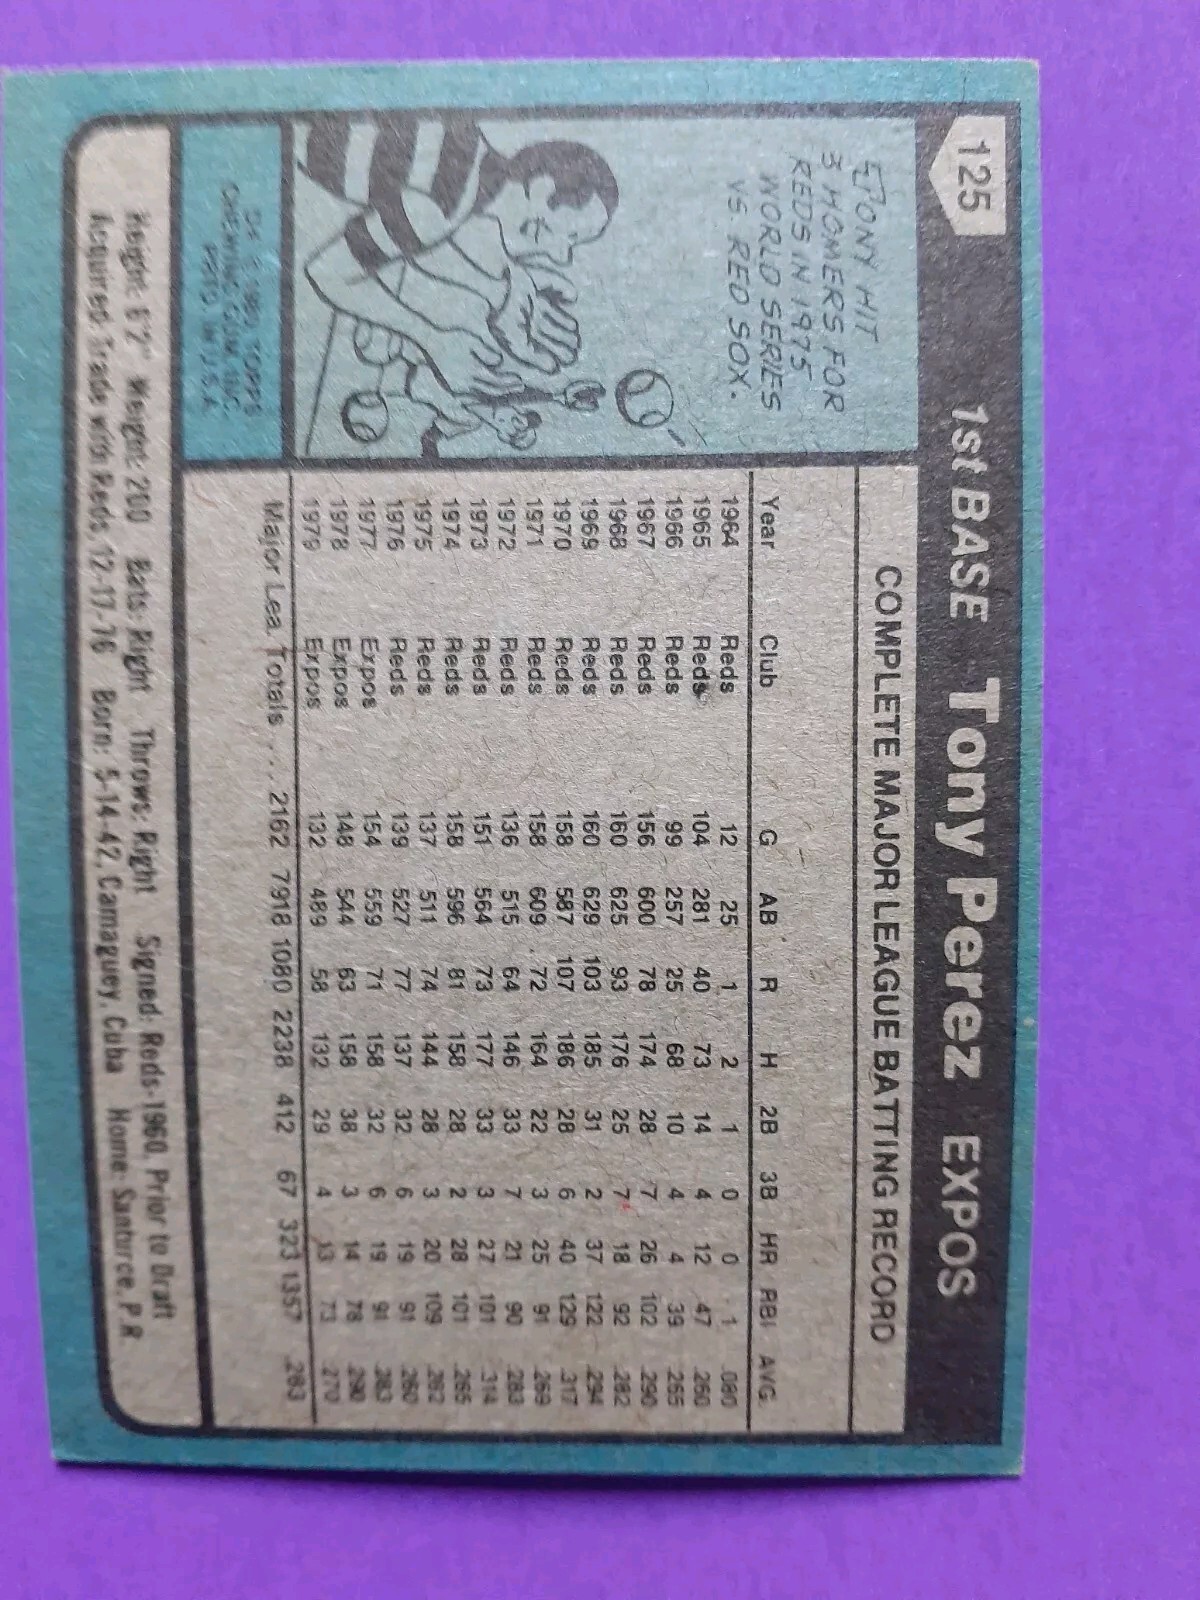 125
1st BASE Tony Perez EXPOS
TONY HIT
3 HOMERS FOR
REDS IN 1975
WORLD SERIES
VS. RED SOX.
COMPLETE MAJOR LEAGUE BATTING RECORD
Year Club G AB R H 2B 3B HR RBI AVG.
1964 Reds 12 25 1 2 1 0 0 1 .080
1965 Reds 104 281 40 73 14 4 12 47 .260
1966 Reds 99 257 25 68 10 4 4 39 .265
1967 Reds 156 600 78 174 28 7 26 102 .290
1968 Reds 160 625 93 176 25 7 18 92 .282
1969 Reds 160 629 103 185 31 2 37 122 .294
1970 Reds 158 587 107 186 28 6 40 129 .317
1971 Reds 158 609 72 164 22 3 25 91 .269
1972 Reds 136 515 64 146 33 7 21 90 .283
1973 Reds 151 564 73 177 33 3 27 101 .314
1974 Reds 158 596 81 158 28 2 28 101 .265
1975 Reds 137 511 74 144 28 3 20 109 .282
1976 Reds 139 527 77 137 32 6 19 91 .260
1977 Expos 154 559 71 158 32 6 19 91 .283
1978 Expos 148 544 63 158 38 3 14 78 .290
1979 Expos 132 489 58 132 29 4 13 73 .270
Major Lea. Totals . . . 2162 7918 1080 2238 412 67 323 1357 .283
1980 TOPPS
CHEWING GUM, INC.
PRTD. IN U.S.A.
Height: 6'2" Weight: 200 Bats: Right Throws: Right Signed: Reds-1960, Prior to Draft
Acquired: Trade with Reds, 12-17-76 Born: 5-14-42, Camaguey, Cuba Home: Santurce, P.R.